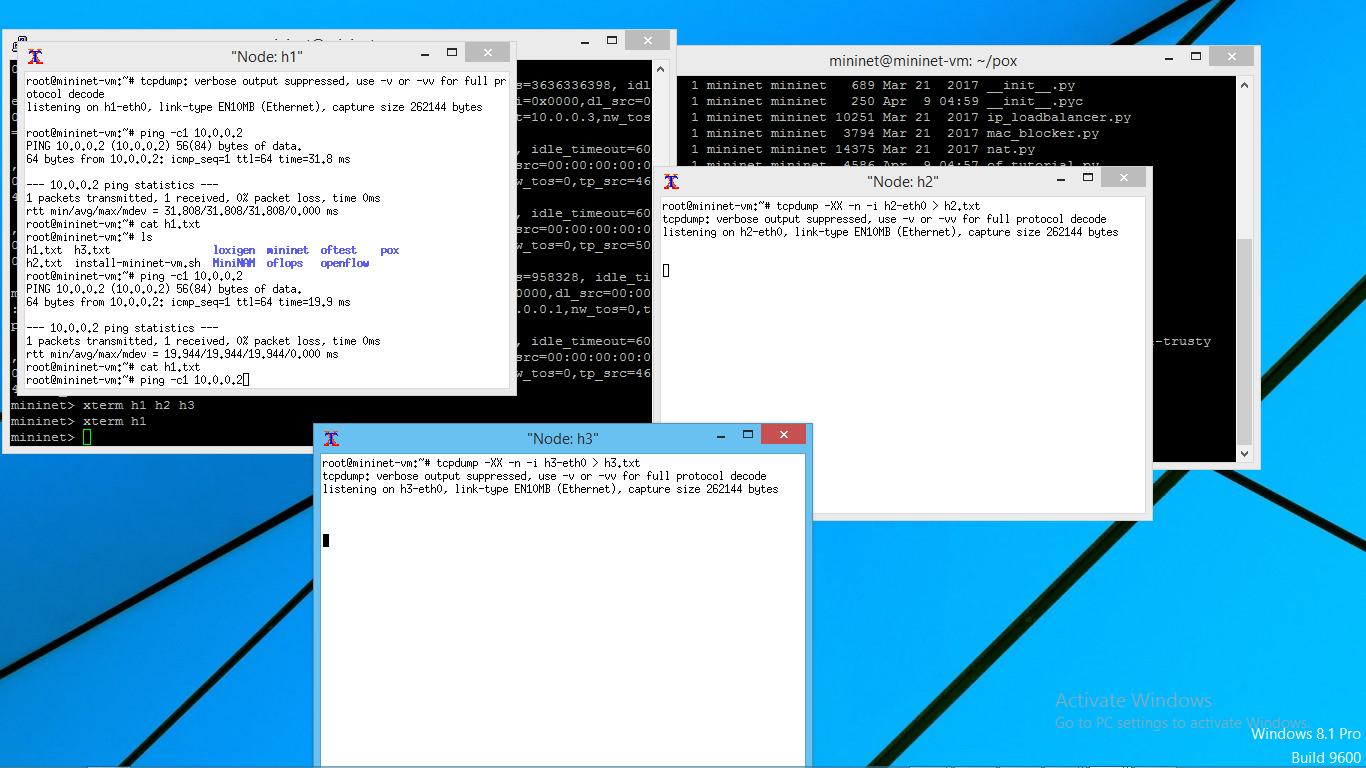 "Node: h1"
root@mininet-vm:~# tcpdump: verbose output suppressed, use -v or -vv for full pr
otocol decode
listening on h1-eth0, link-type EN10MB (Ethernet), capture size 262144 bytes
root@mininet-vm:~# ping -c1 10.0.0.2
PING 10.0.0.2 (10.0.0.2) 56(84) bytes of data.
64 bytes from 10.0.0.2: icmp_seq=1 ttl=64 time=31.8 ms
--- 10.0.0.2 ping statistics ---
1 packets transmitted, 1 received, 0% packet loss, time 0ms
rtt min/avg/max/mdev = 31.808/31.808/31.808/0.000 ms
root@mininet-vm:~# cat h1.txt
root@mininet-vm:~# ls
h1.txt h3.txt loxigen mininet oftest pox
h2.txt install-mininet-vm.sh MiniNAM oflops openflow
root@mininet-vm:~# ping -c1 10.0.0.2
PING 10.0.0.2 (10.0.0.2) 56(84) bytes of data.
64 bytes from 10.0.0.2: icmp_seq=1 ttl=64 time=19.9 ms
--- 10.0.0.2 ping statistics ---
1 packets transmitted, 1 received, 0% packet loss, time 0ms
rtt min/avg/max/mdev = 19.944/19.944/19.944/0.000 ms
root@mininet-vm:~# cat h1.txt
root@mininet-vm:~# ping -c1 10.0.0.2
s=3636336398, idl
i=0x0000,dl_src=0
t=10.0.0.3,nw_tos
, idle_timeout=60
src=00:00:00:00:0
w_tos=0,tp_src=46
, idle_timeout=60
src=00:00:00:00:0
w_tos=0,tp_src=50
s=958328, idle_ti
0000,dl_src=00:00
.0.0.1,nw_tos=0,t
, idle_timeout=60
src=00:00:00:00:0
w_tos=0,tp_src=46
mininet> xterm h1 h2 h3
mininet> xterm h1
mininet>
mininet@mininet-vm: ~/pox
1 mininet mininet 689 Mar 21 2017 __init__.py
1 mininet mininet 250 Apr 9 04:59 __init__.pyc
1 mininet mininet 10251 Mar 21 2017 ip_loadbalancer.py
1 mininet mininet 3794 Mar 21 2017 mac_blocker.py
1 mininet mininet 14375 Mar 21 2017 nat.py
1 mininet mininet 4586 Apr 9 04:57 of_tutorial.py
-trusty
"Node: h2"
root@mininet-vm:~# tcpdump -XX -n -i h2-eth0 > h2.txt
tcpdump: verbose output suppressed, use -v or -vv for full protocol decode
listening on h2-eth0, link-type EN10MB (Ethernet), capture size 262144 bytes
"Node: h3"
root@mininet-vm:~# tcpdump -XX -n -i h3-eth0 > h3.txt
tcpdump: verbose output suppressed, use -v or -vv for full protocol decode
listening on h3-eth0, link-type EN10MB (Ethernet), capture size 262144 bytes
Activate Windows
Go to PC settings to activate Windows.
Windows 8.1 Pro
Build 9600